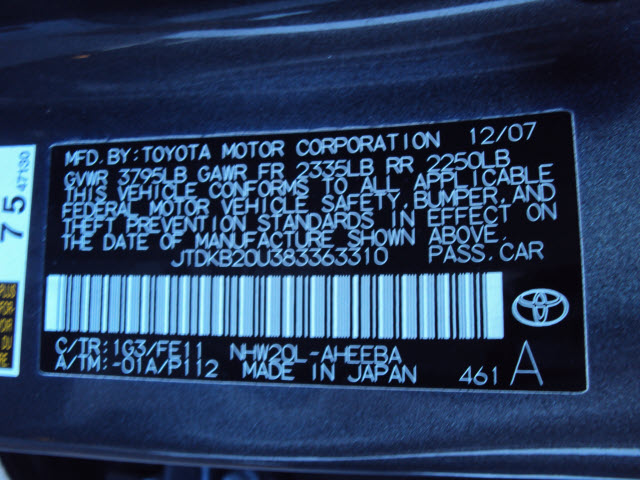 MFD. BY: TOYOTA MOTOR CORPORATION 12/07
GVWR 3795LB GAWR FR 2335LB RR 2250LB
THIS VEHICLE CONFORMS TO ALL APPLICABLE
FEDERAL MOTOR VEHICLE SAFETY, BUMPER, AND
THEFT PREVENTION STANDARDS IN EFFECT ON
THE DATE OF MANUFACTURE SHOWN ABOVE.
JTDKB20U383363310 PASS. CAR
C/TR: 1G3/FE11 NHW20L-AHEEBA
A/TM: -01A/P112 MADE IN JAPAN 461 A
75
47130